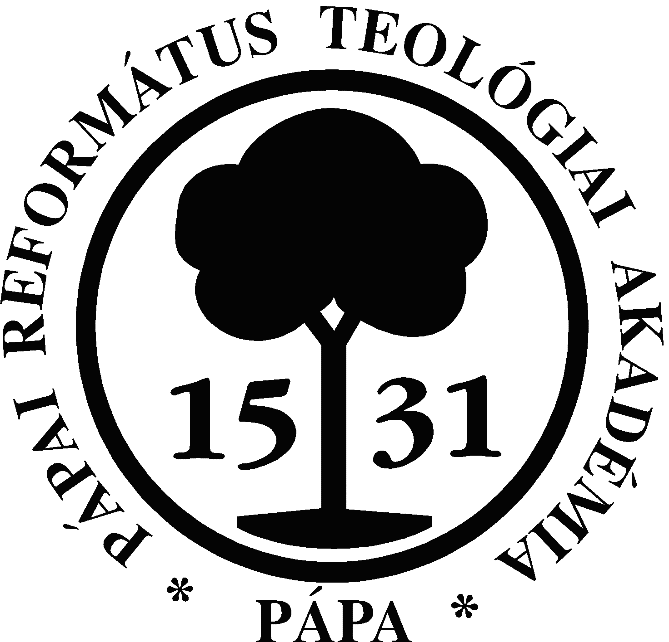 PÁPAI REFORMÁTUS TEOLÓGIAI AKADÉMIA
* PÁPA *
15 31